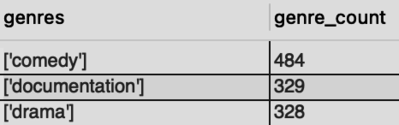 genres genre_count
['comedy'] 484
['documentation'] 329
['drama'] 328